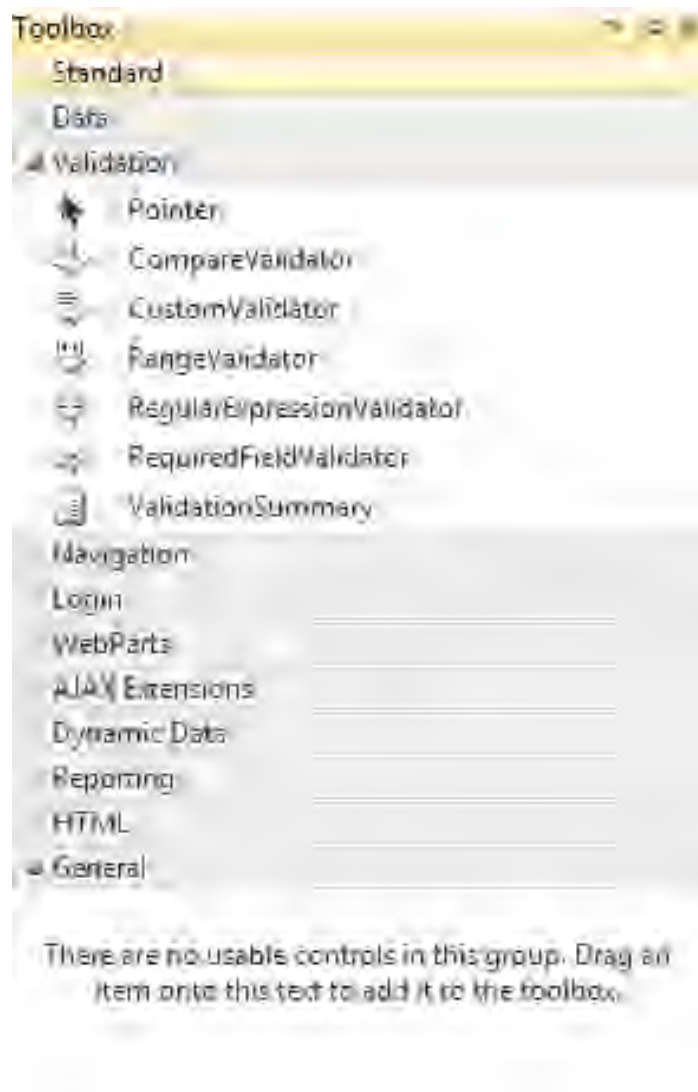 Toolbox
Standard
Data
Validation
Pointer
CompareValidator
CustomValidator
RangeValidator
RegularExpressionValidator
RequiredFieldValidator
ValidationSummary
Navigation
Login
WebParts
AJAX Extensions
Dynamic Data
Reporting
HTML
General
There are no usable controls in this group. Drag an
item onto this text to add it to the toolbox.